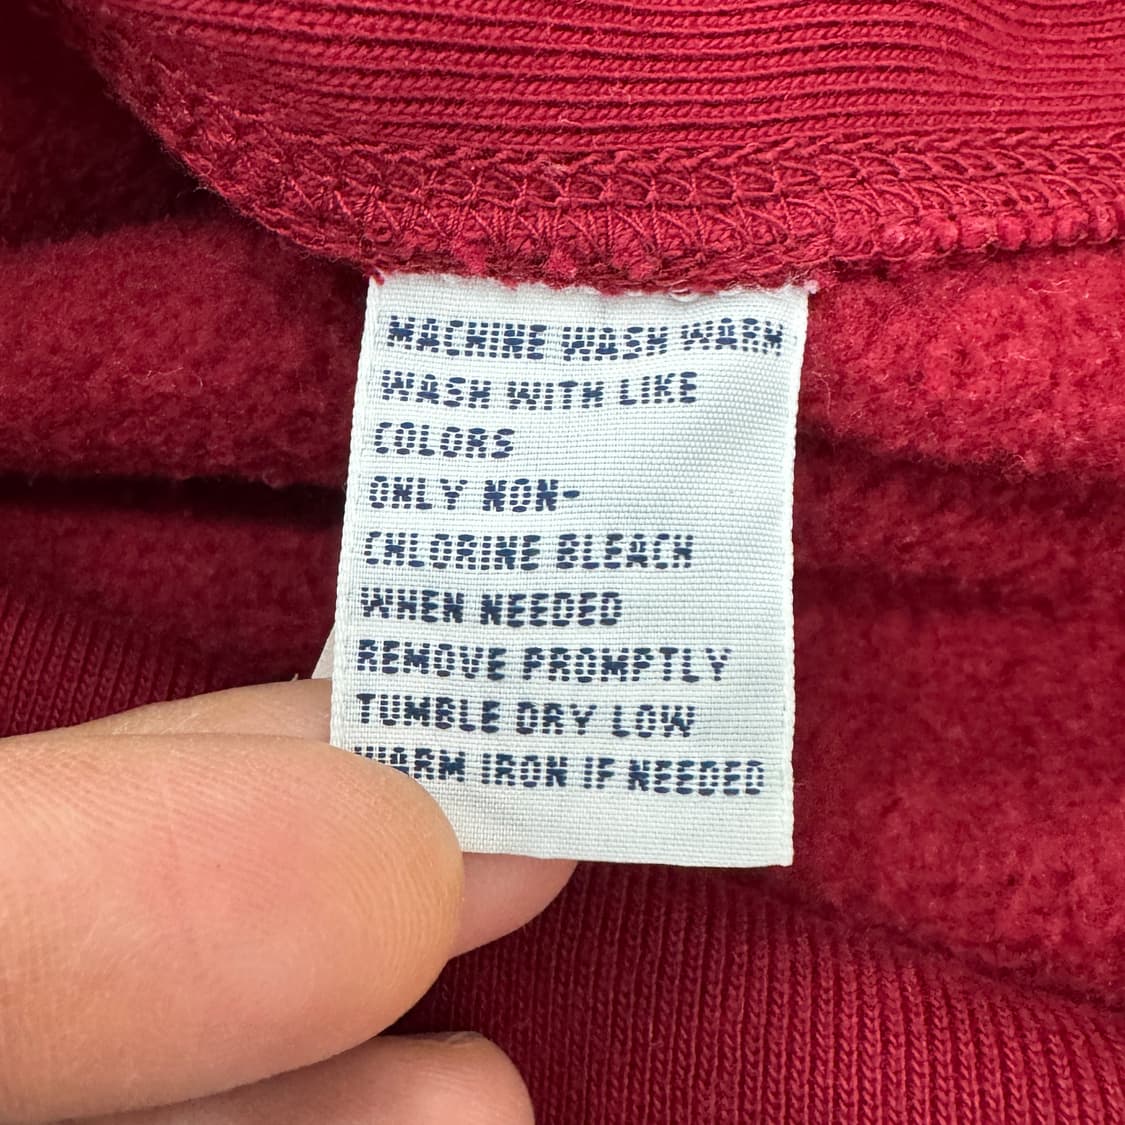 MACHINE WASH WARM
WASH WITH LIKE
COLORS
ONLY NON-
CHLORINE BLEACH
WHEN NEEDED
REMOVE PROMPTLY
TUMBLE DRY LOW
WARM IRON IF NEEDED